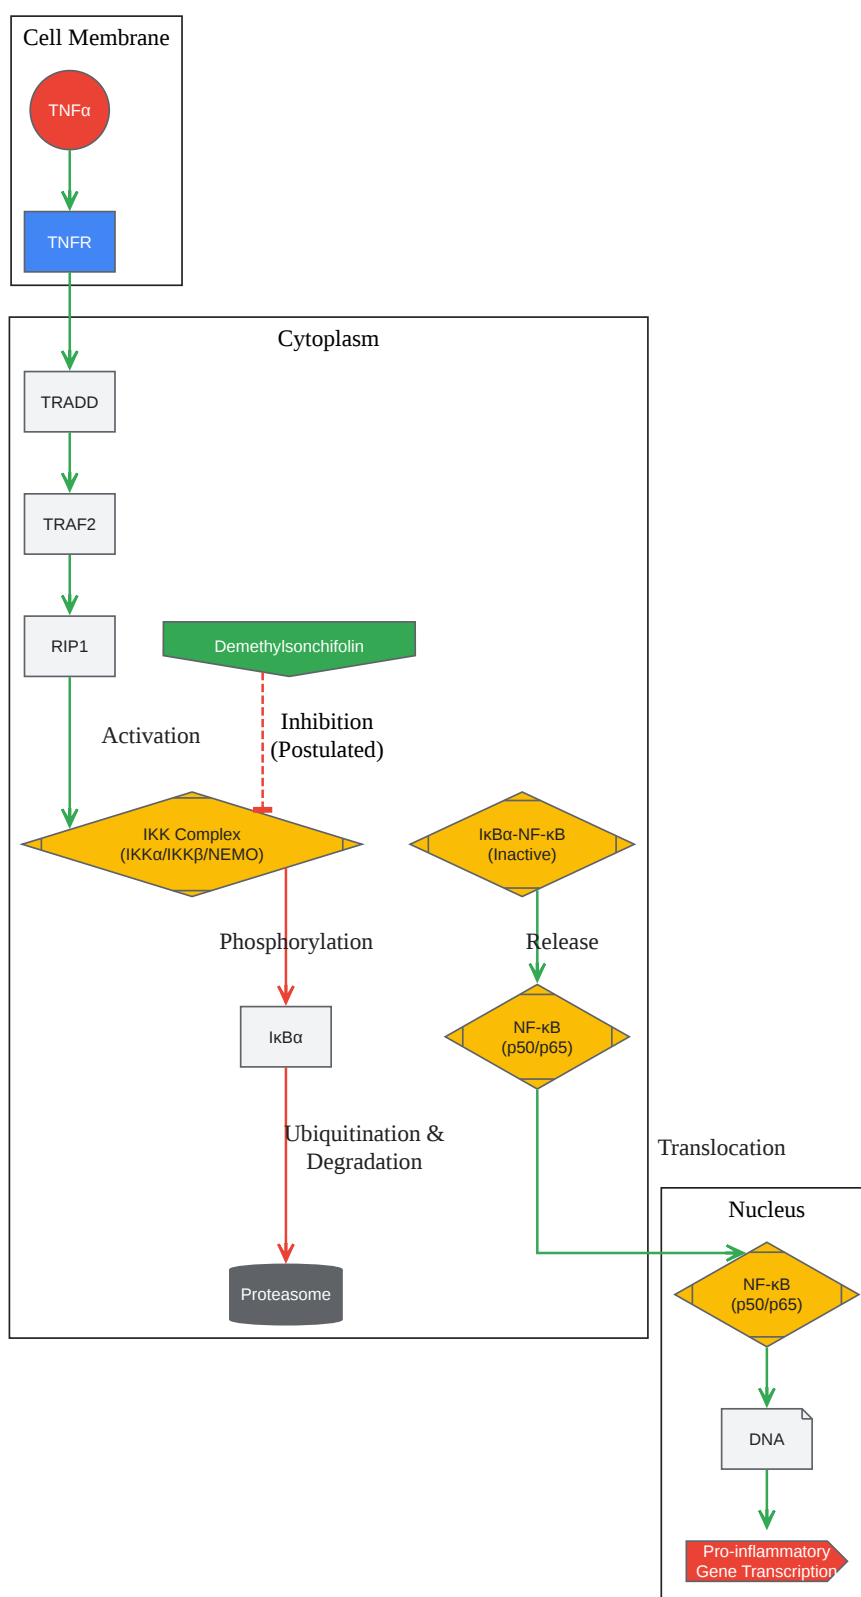 Cell Membrane
TNFα
TNFR
Cytoplasm
TRADD
TRAF2
RIP1
Demethylsonchifolin
Activation
Inhibition
(Postulated)
IKK Complex
(IKKα/IKKβ/NEMO)
IκBα-NF-κB
(Inactive)
Phosphorylation
Release
IκBα
NF-κB
(p50/p65)
Ubiquitination &
Degradation
Translocation
Proteasome
Nucleus
NF-κB
(p50/p65)
DNA
Pro-inflammatory
Gene Transcription